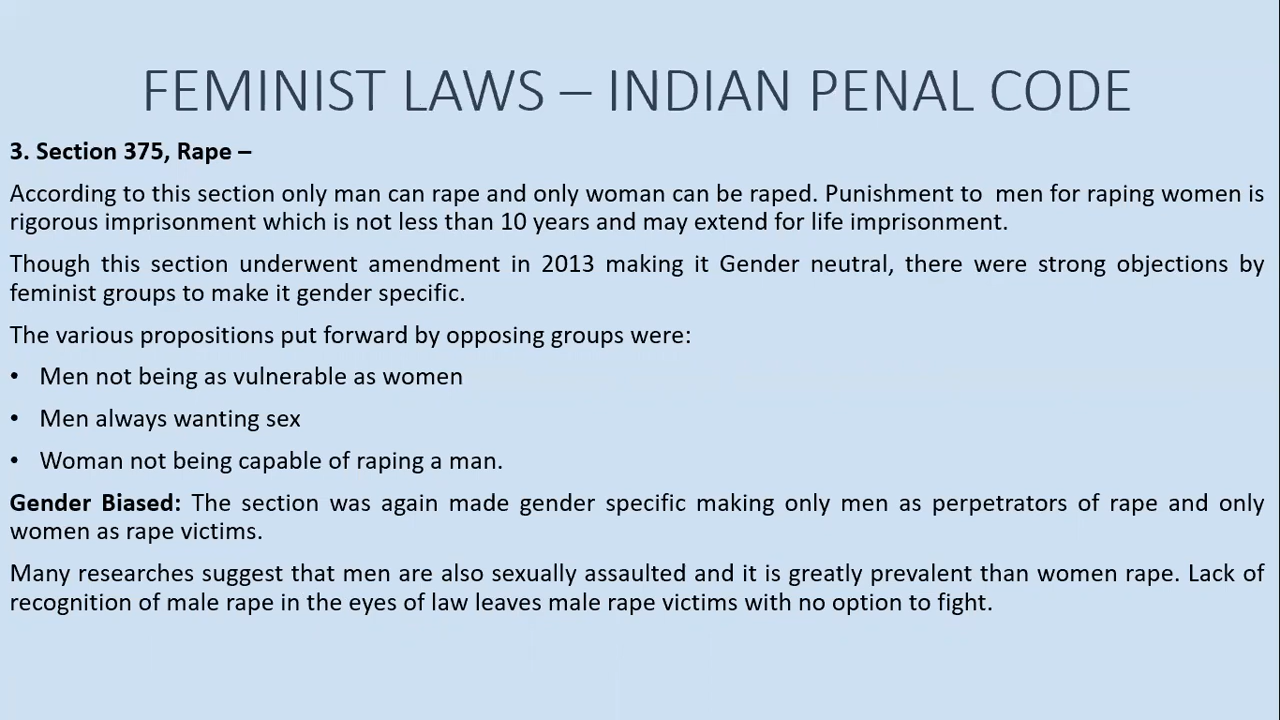 FEMINIST LAWS – INDIAN PENAL CODE
3. Section 375, Rape –
According to this section only man can rape and only woman can be raped. Punishment to  men for raping women is
rigorous imprisonment which is not less than 10 years and may extend for life imprisonment.
Though this section underwent amendment in 2013 making it Gender neutral, there were strong objections by
feminist groups to make it gender specific.
The various propositions put forward by opposing groups were:
• Men not being as vulnerable as women
• Men always wanting sex
• Woman not being capable of raping a man.
Gender Biased: The section was again made gender specific making only men as perpetrators of rape and only
women as rape victims.
Many researches suggest that men are also sexually assaulted and it is greatly prevalent than women rape. Lack of
recognition of male rape in the eyes of law leaves male rape victims with no option to fight.